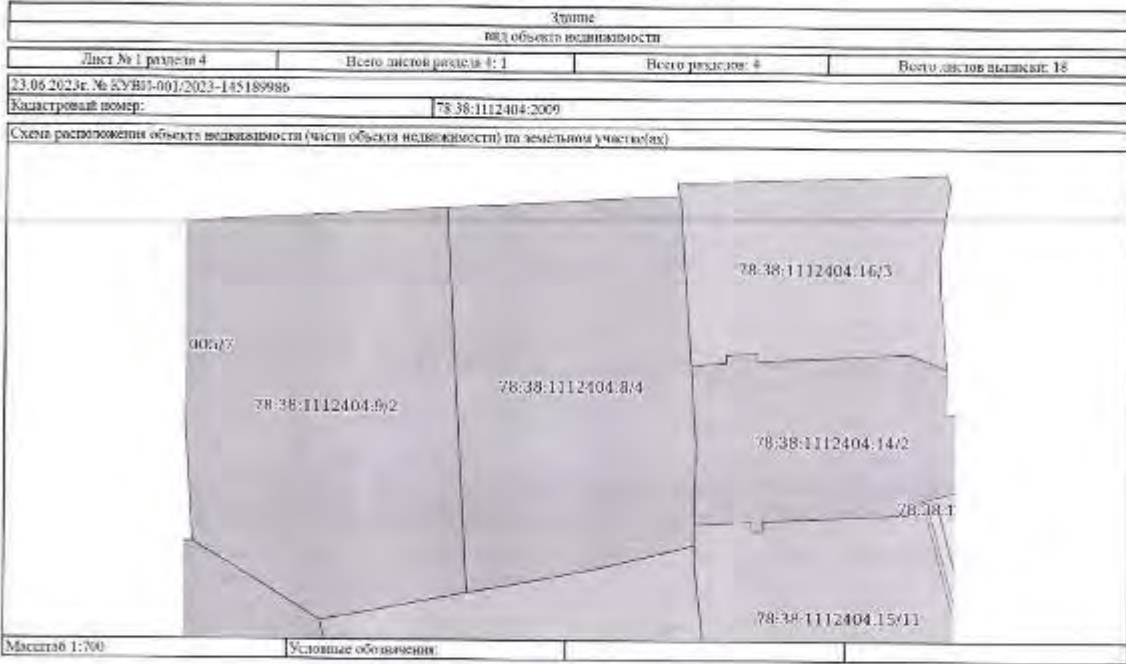 Здание
вид объекта недвижимости
Лист № 1 раздела 4 Всего листов раздела 4: 1 Всего разделов: 4 Всего листов выписки: 18
23.06.2023г. № КУВИ-001/2023-145189986
Кадастровый номер: 78:38:1112404:2009
Схема расположения объекта недвижимости (части объекта недвижимости) на земельном участке(ах)
78:38:1112404:16/3
005/7
78:38:1112404:8/4
78:38:1112404:9/2
78:38:1112404:14/2
78:38:1
78:38:1112404:15/11
Масштаб 1:700 Условные обозначения: